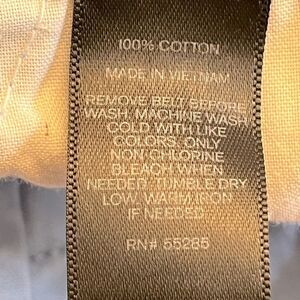 100% COTTON
MADE IN VIETNAM
REMOVE BELT BEFORE
WASH, MACHINE WASH
COLD WITH LIKE
COLORS, ONLY
NON CHLORINE
BLEACH WHEN
NEEDED, TUMBLE DRY
LOW, WARM IRON
IF NEEDED
RN# 55285